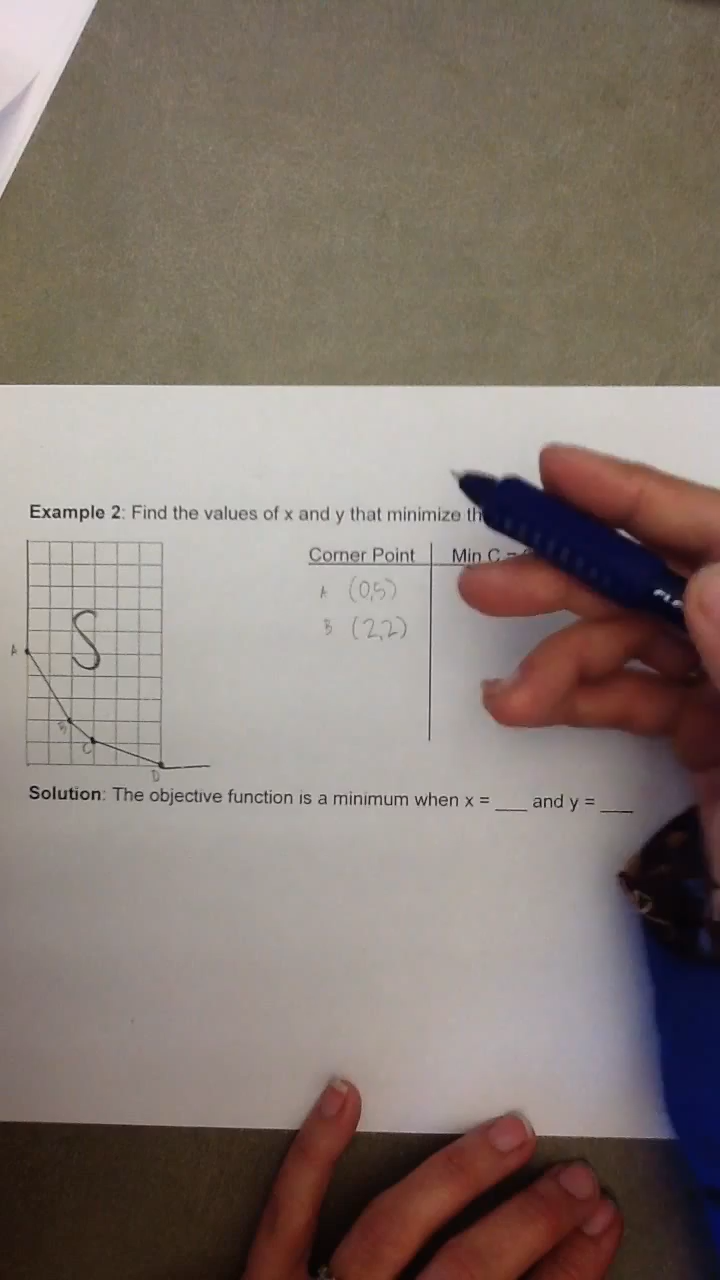 Example 2: Find the values of x and y that minimize
Corner Point Min C =
A (0,5)
B (2,2)
S
A
B
C
D
Solution: The objective function is a minimum when x = ___ and y = ___